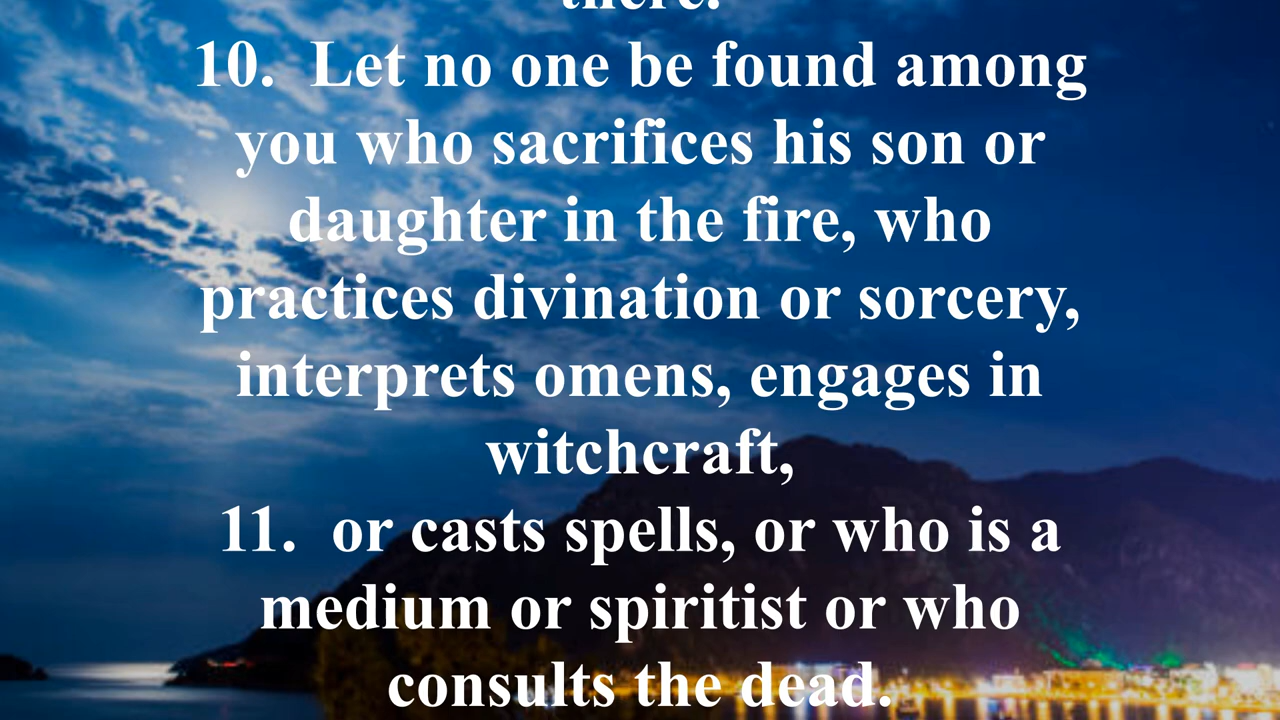 there.
10. Let no one be found among
you who sacrifices his son or
daughter in the fire, who
practices divination or sorcery,
interprets omens, engages in
witchcraft,
11. or casts spells, or who is a
medium or spiritist or who
consults the dead.